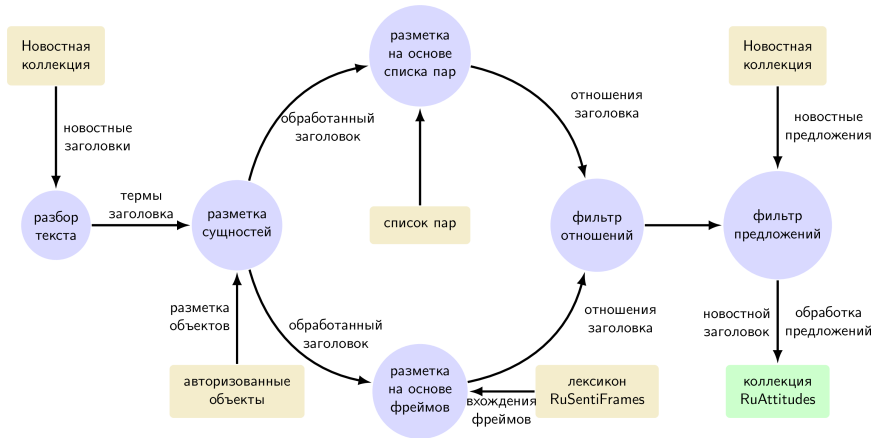 Новостная
коллекция
новостные
заголовки
разбор
текста
термы
заголовка
разметка
сущностей
разметка
объектов
авторизованные
объекты
обработанный
заголовок
обработанный
заголовок
разметка
на основе
списка пар
список пар
разметка
на основе
фреймов
вхождения
фреймов
лексикон
RuSentiFrames
отношения
заголовка
отношения
заголовка
фильтр
отношений
Новостная
коллекция
новостные
предложения
фильтр
предложений
новостной
заголовок
обработка
предложений
коллекция
RuAttitudes